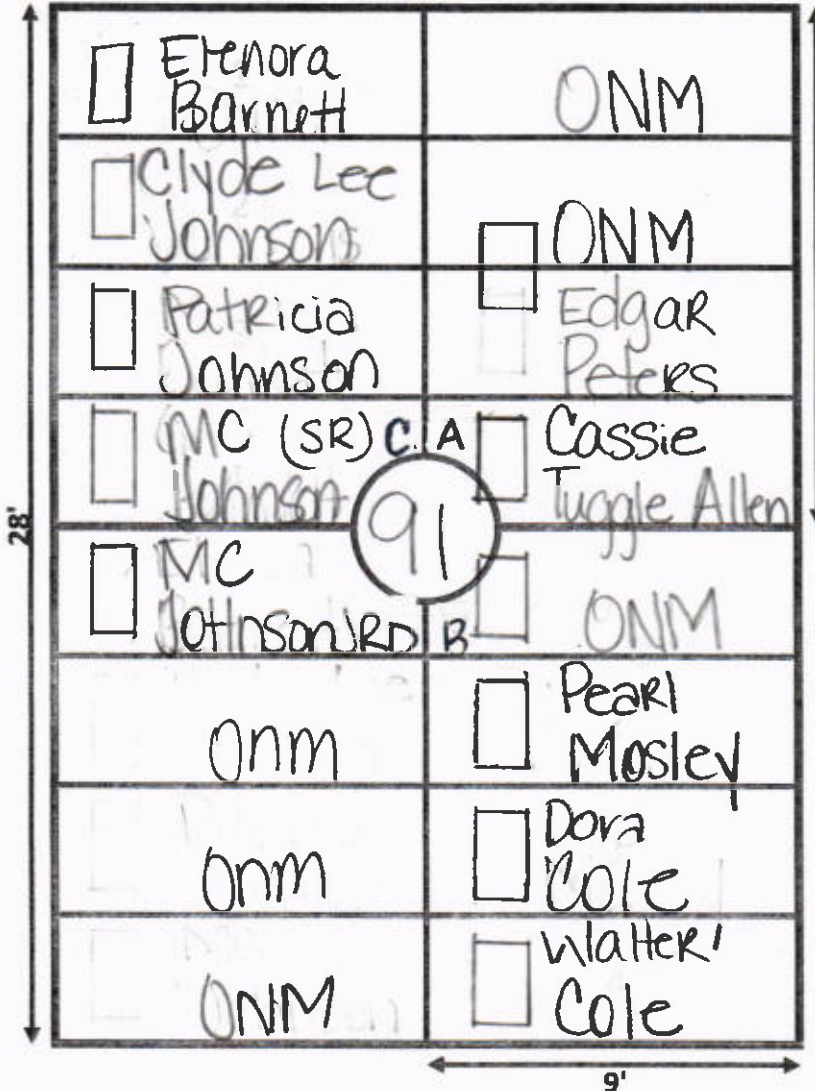 Elenora
Barnett
ONM
Clyde Lee
Johnson
ONM
Patricia
Johnson
Edgar
Peters
MC (SR)
Johnson
C. A
Cassie
Tuggle Allen
91
MC
Johnson JRD
B
ONM
Onm
Pearl
Mosley
Onm
Dora
Cole
ONM
Walter
Cole
28'
9'